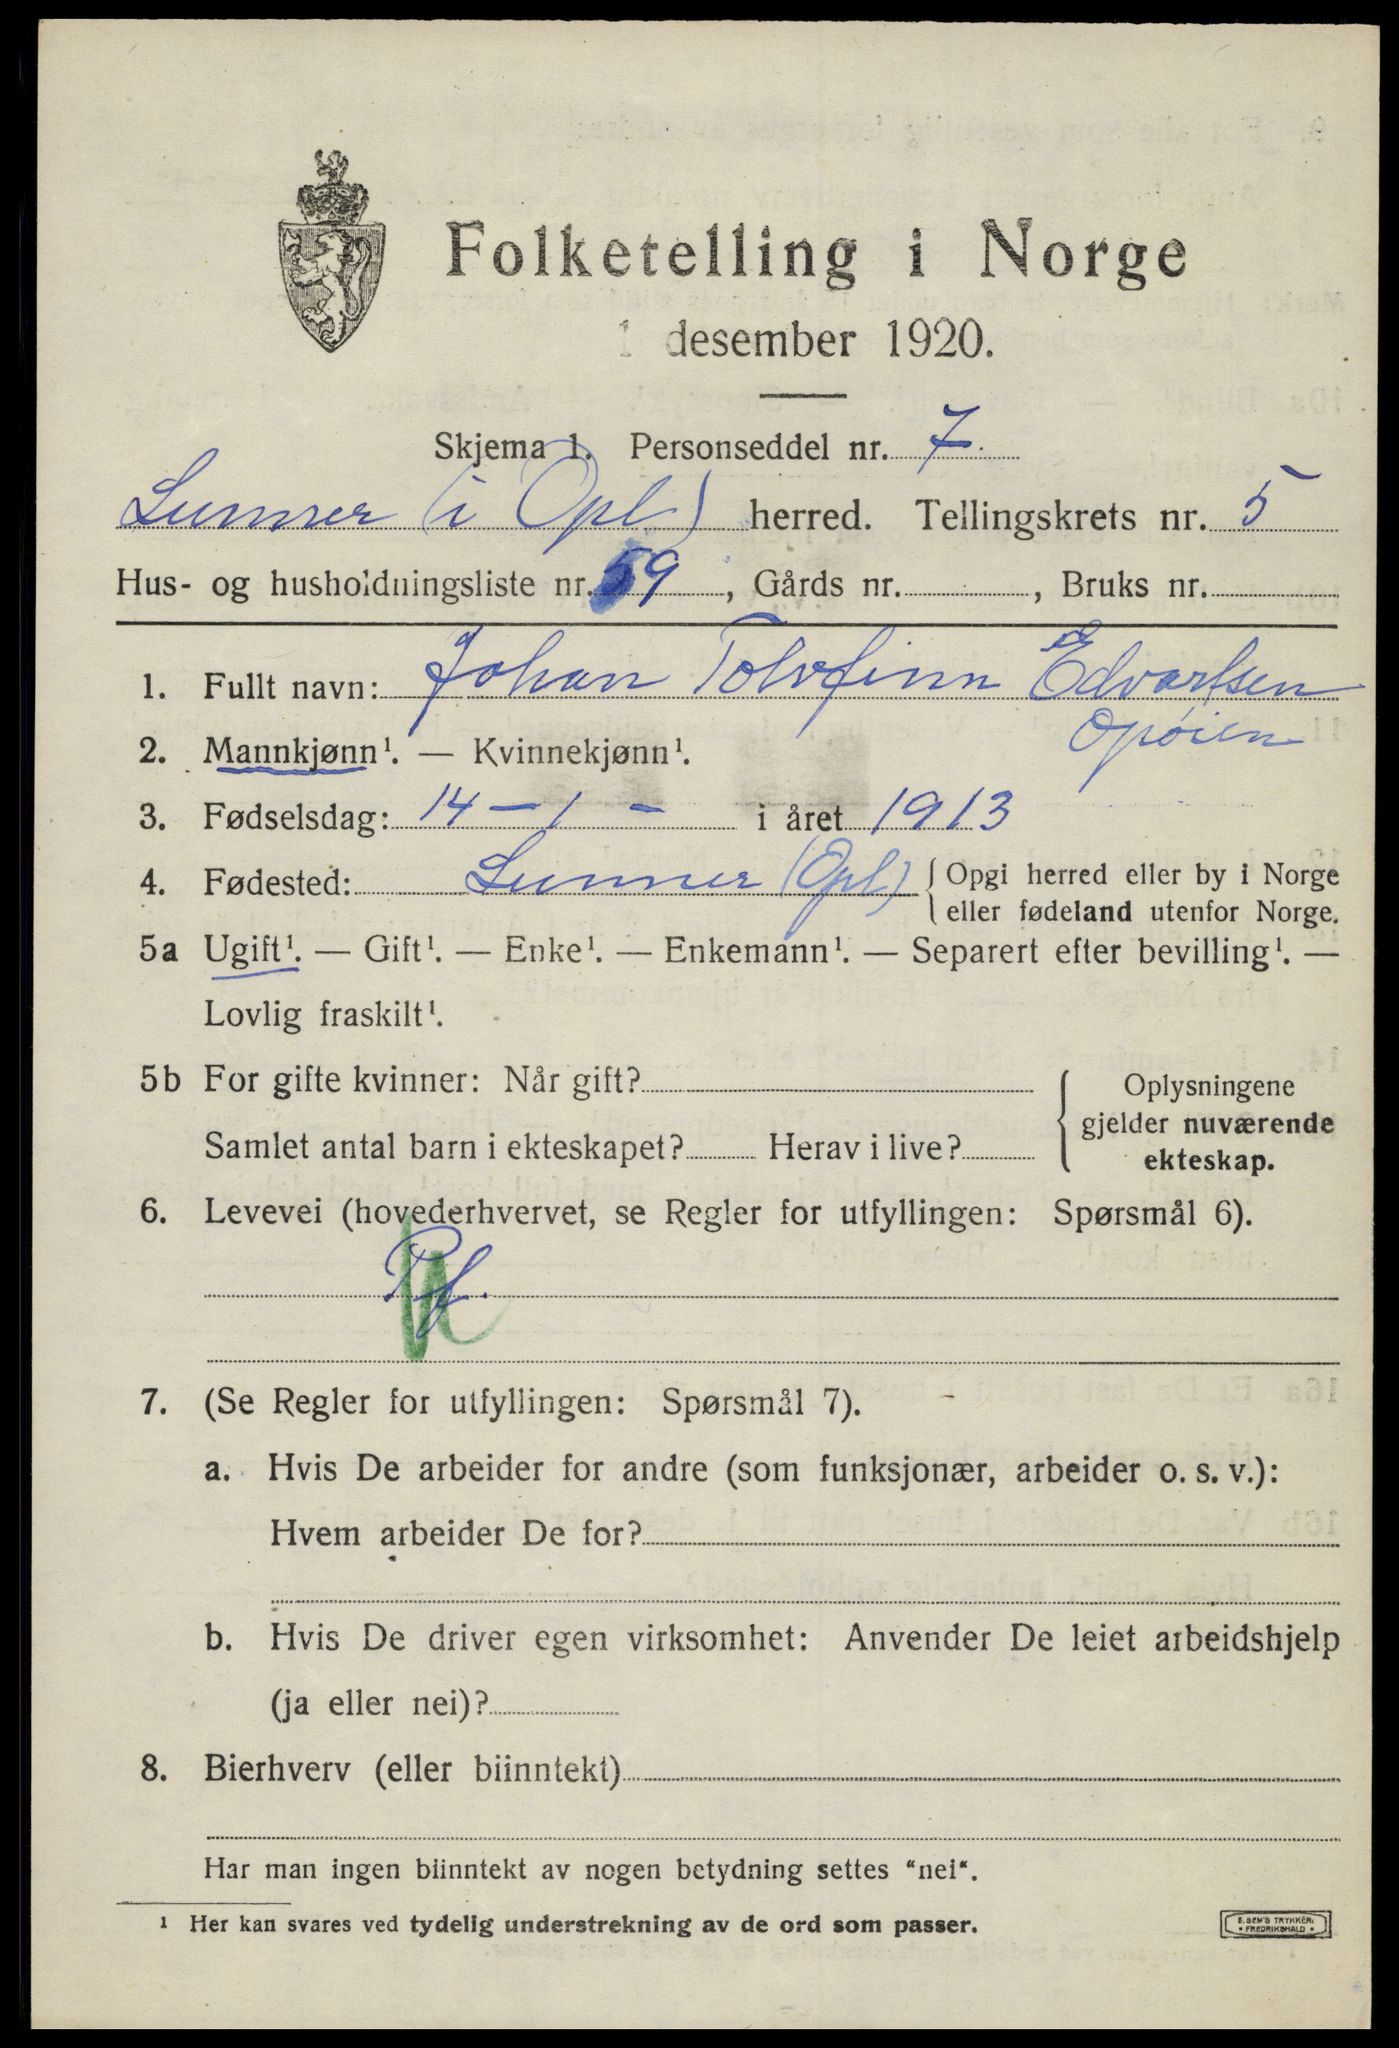 Folketelling i Norge
1 desember 1920.
Skjema 1. Personseddel nr. 7.
Lunner (i Opl) herred. Tellingskrets nr. 5
Hus- og husholdningsliste nr. 59, Gårds nr. , Bruks nr.
1. Fullt navn: Johan Tolvfinn Edvartsen
Opøien
2. Mannkjønn¹. — Kvinnekjønn¹.
3. Fødselsdag: 14 - 1 - i året 1913
4. Fødested: Lunner (Opl) { Opgi herred eller by i Norge
eller fødeland utenfor Norge.
5a Ugift¹. — Gift¹. — Enke¹. — Enkemann¹. — Separert efter bevilling¹. —
Lovlig fraskilt¹.
5b For gifte kvinner: Når gift?
Samlet antal barn i ekteskapet? Herav i live?
{ Oplysningene
gjelder nuværende
ekteskap.
6. Levevei (hovederhvervet, se Regler for utfyllingen: Spørsmål 6).
7. (Se Regler for utfyllingen: Spørsmål 7).
a. Hvis De arbeider for andre (som funksjonær, arbeider o. s. v.):
Hvem arbeider De for?
b. Hvis De driver egen virksomhet: Anvender De leiet arbeidshjelp
(ja eller nei)?
8. Bierhverv (eller biinntekt)
Har man ingen biinntekt av nogen betydning settes "nei".
¹ Her kan svares ved tydelig understrekning av de ord som passer.
E. SEM'S TRYKKERI
• FREDRIKSHALD •